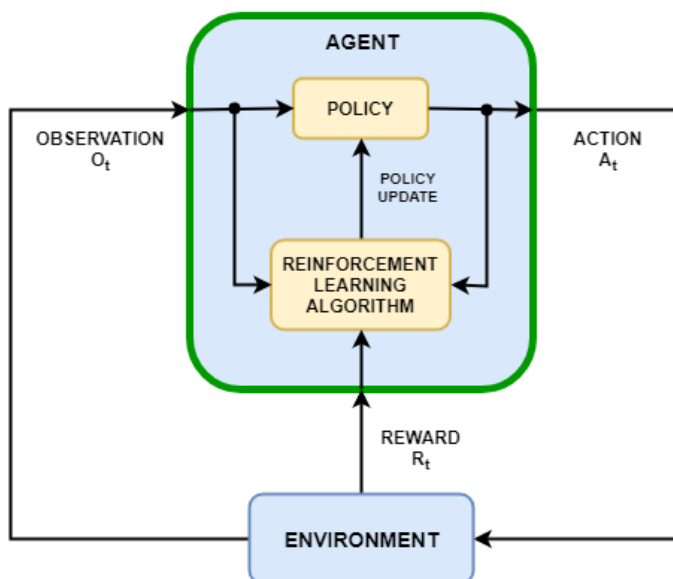 AGENT
POLICY
OBSERVATION
Ot
ACTION
At
POLICY
UPDATE
REINFORCEMENT
LEARNING
ALGORITHM
REWARD
Rt
ENVIRONMENT